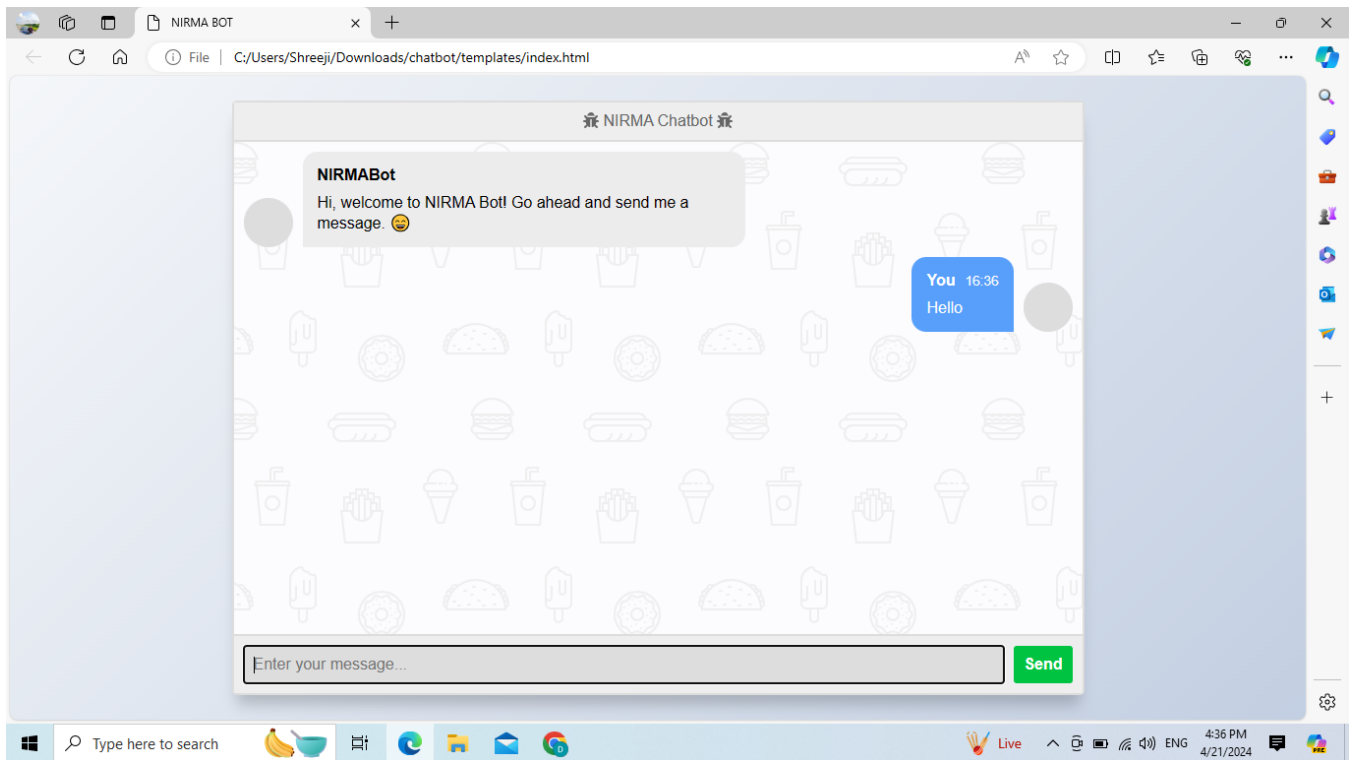 NIRMA BOT
File
C:/Users/Shreeji/Downloads/chatbot/templates/index.html
NIRMA Chatbot
NIRMABot
Hi, welcome to NIRMA Bot! Go ahead and send me a
message. 😄
You 16:36
Hello
Enter your message...
Send
Type here to search
Live
ENG
4:36 PM
4/21/2024
PRE